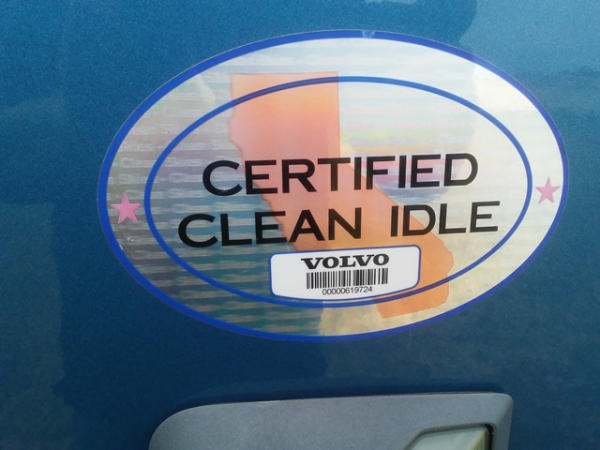 CERTIFIED
CLEAN IDLE
VOLVO
00000619724